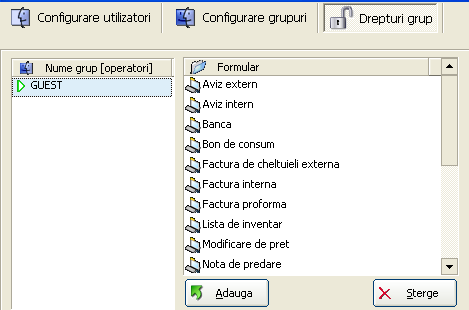 Configurare utilizatori
Configurare grupuri
Drepturi grup
Nume grup [operatori]
GUEST
Formular
Aviz extern
Aviz intern
Banca
Bon de consum
Factura de cheltuieli externa
Factura interna
Factura proforma
Lista de inventar
Modificare de pret
Nota de predare
Adauga
Sterge